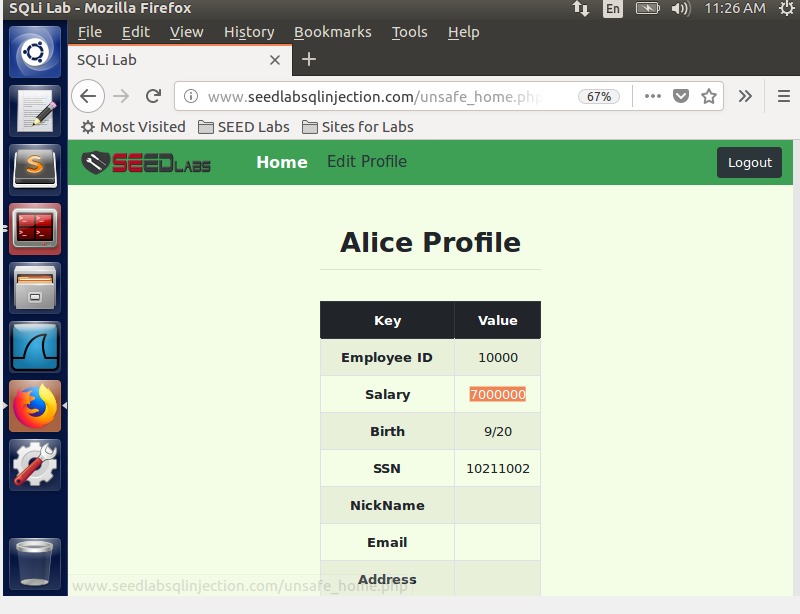 SQLi Lab - Mozilla Firefox
En
11:26 AM
File Edit View History Bookmarks Tools Help
SQLi Lab
www.seedlabsqlinjection.com/unsafe_home.php
67%
Most Visited SEED Labs Sites for Labs
SEEDLABS Home Edit Profile Logout
Alice Profile
Key Value
Employee ID 10000
Salary 7000000
Birth 9/20
SSN 10211002
NickName
Email
Address
www.seedlabsqlinjection.com/unsafe_home.php